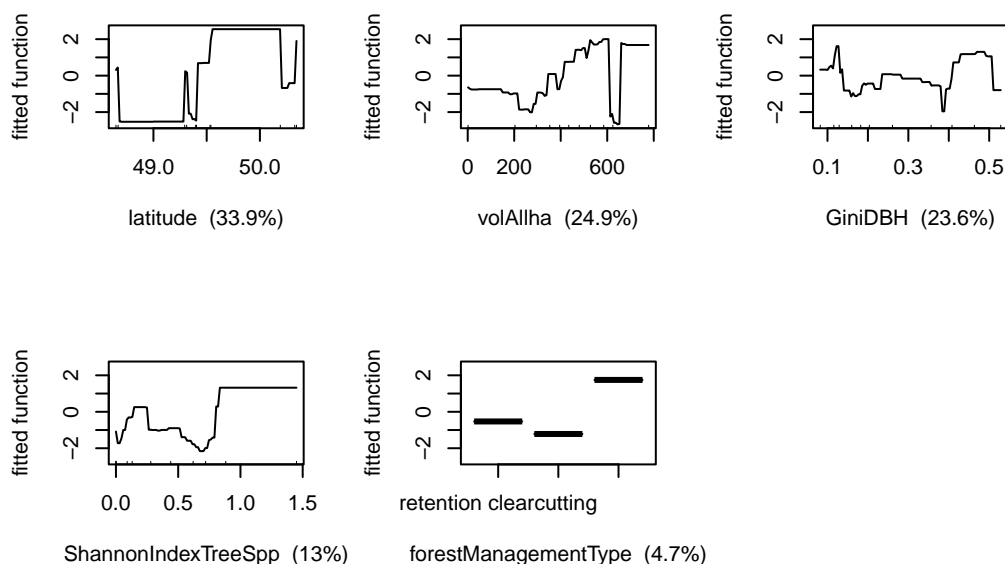 fitted function
2
0
−2
49.0 50.0
latitude (33.9%)
fitted function
2
0
−2
0 200 600
volAllha (24.9%)
fitted function
2
0
−2
0.1 0.3 0.5
GiniDBH (23.6%)
fitted function
2
0
−2
0.0 0.5 1.0 1.5
ShannonIndexTreeSpp (13%)
fitted function
2
0
−2
retention clearcutting
forestManagementType (4.7%)